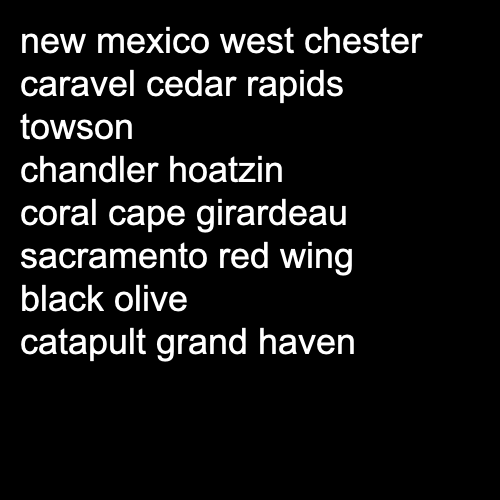 new mexico west chester
caravel cedar rapids
towson
chandler hoatzin
coral cape girardeau
sacramento red wing
black olive
catapult grand haven